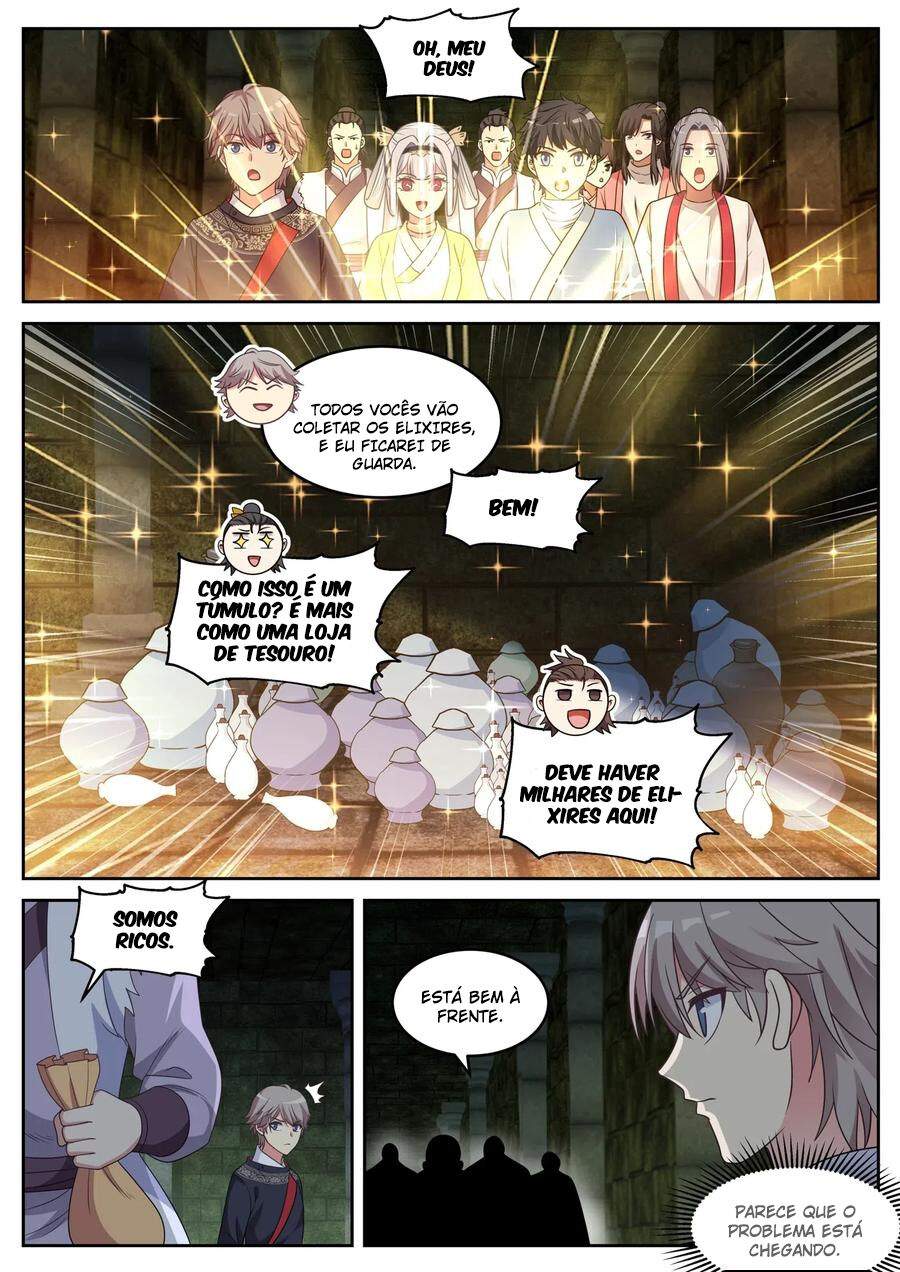 OH, MEU
DEUS!
TODOS VOCÊS VÃO
COLETAR OS ELIXIRES,
E EU FICAREI DE
GUARDA.
BEM!
COMO ISSO É UM
TÚMULO? É MAIS
COMO UMA LOJA
DE TESOURO!
DEVE HAVER
MILHARES DE ELI-
XIRES AQUI!
SOMOS
RICOS.
ESTÁ BEM À
FRENTE.
PARECE QUE O
PROBLEMA ESTÁ
CHEGANDO.